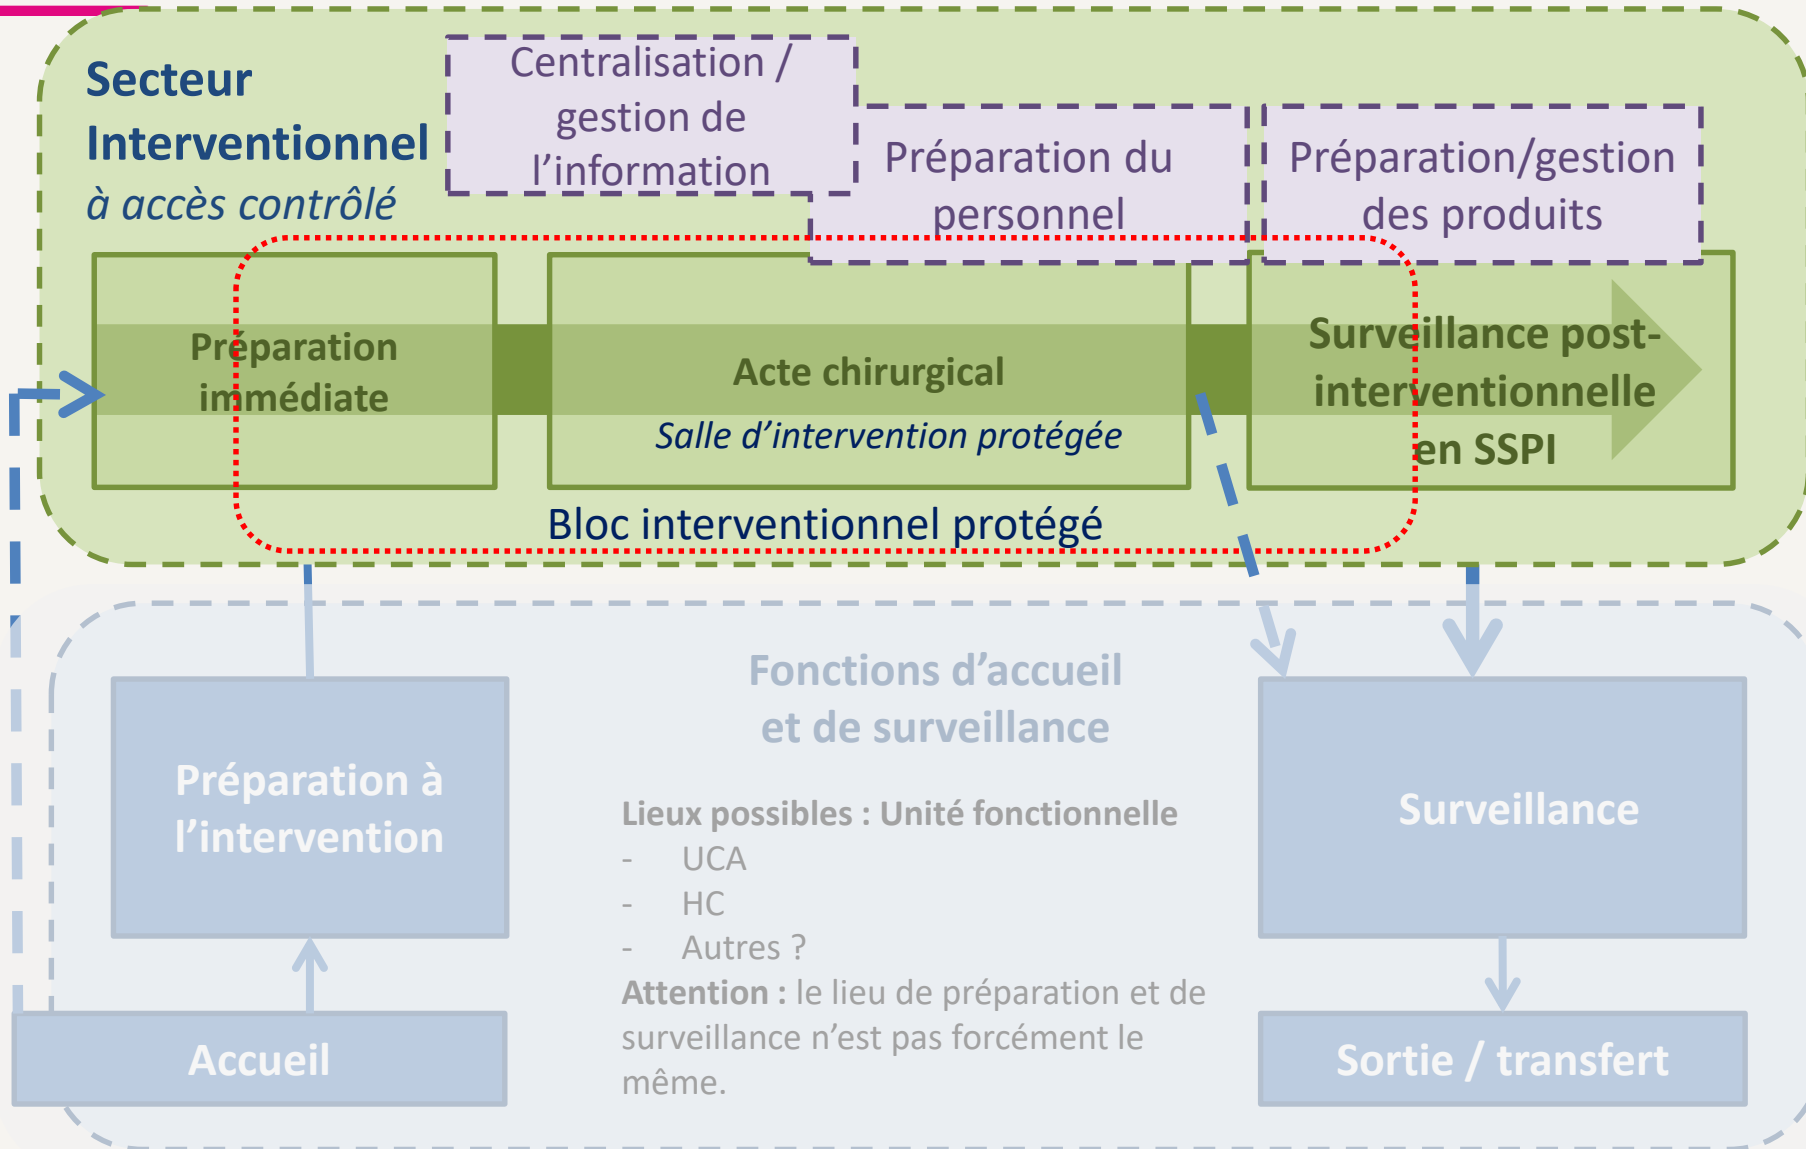 Secteur
Interventionnel
à accès contrôlé
Centralisation /
gestion de
l’information
Préparation du
personnel
Préparation/gestion
des produits
Préparation
immédiate
Acte chirurgical
Salle d’intervention protégée
Surveillance post-
interventionnelle
en SSPI
Bloc interventionnel protégé
Fonctions d’accueil
et de surveillance
Préparation à
l’intervention
Lieux possibles : Unité fonctionnelle
- UCA
- HC
- Autres ?
Attention : le lieu de préparation et de
surveillance n’est pas forcément le
même.
Surveillance
Accueil
Sortie / transfert